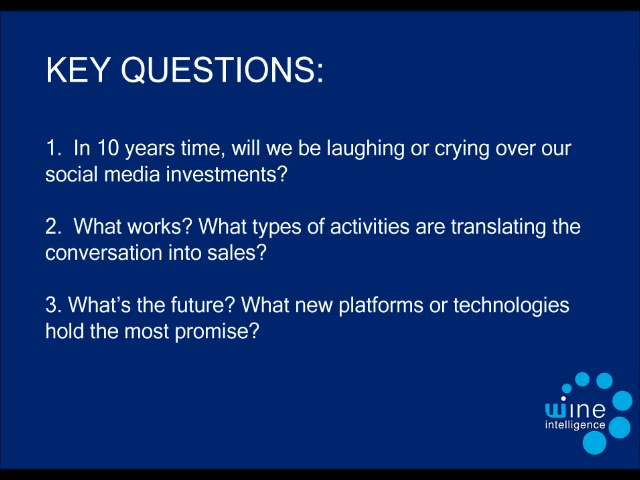 KEY QUESTIONS:
1. In 10 years time, will we be laughing or crying over our
social media investments?
2. What works? What types of activities are translating the
conversation into sales?
3. What’s the future? What new platforms or technologies
hold the most promise?
wine
intelligence